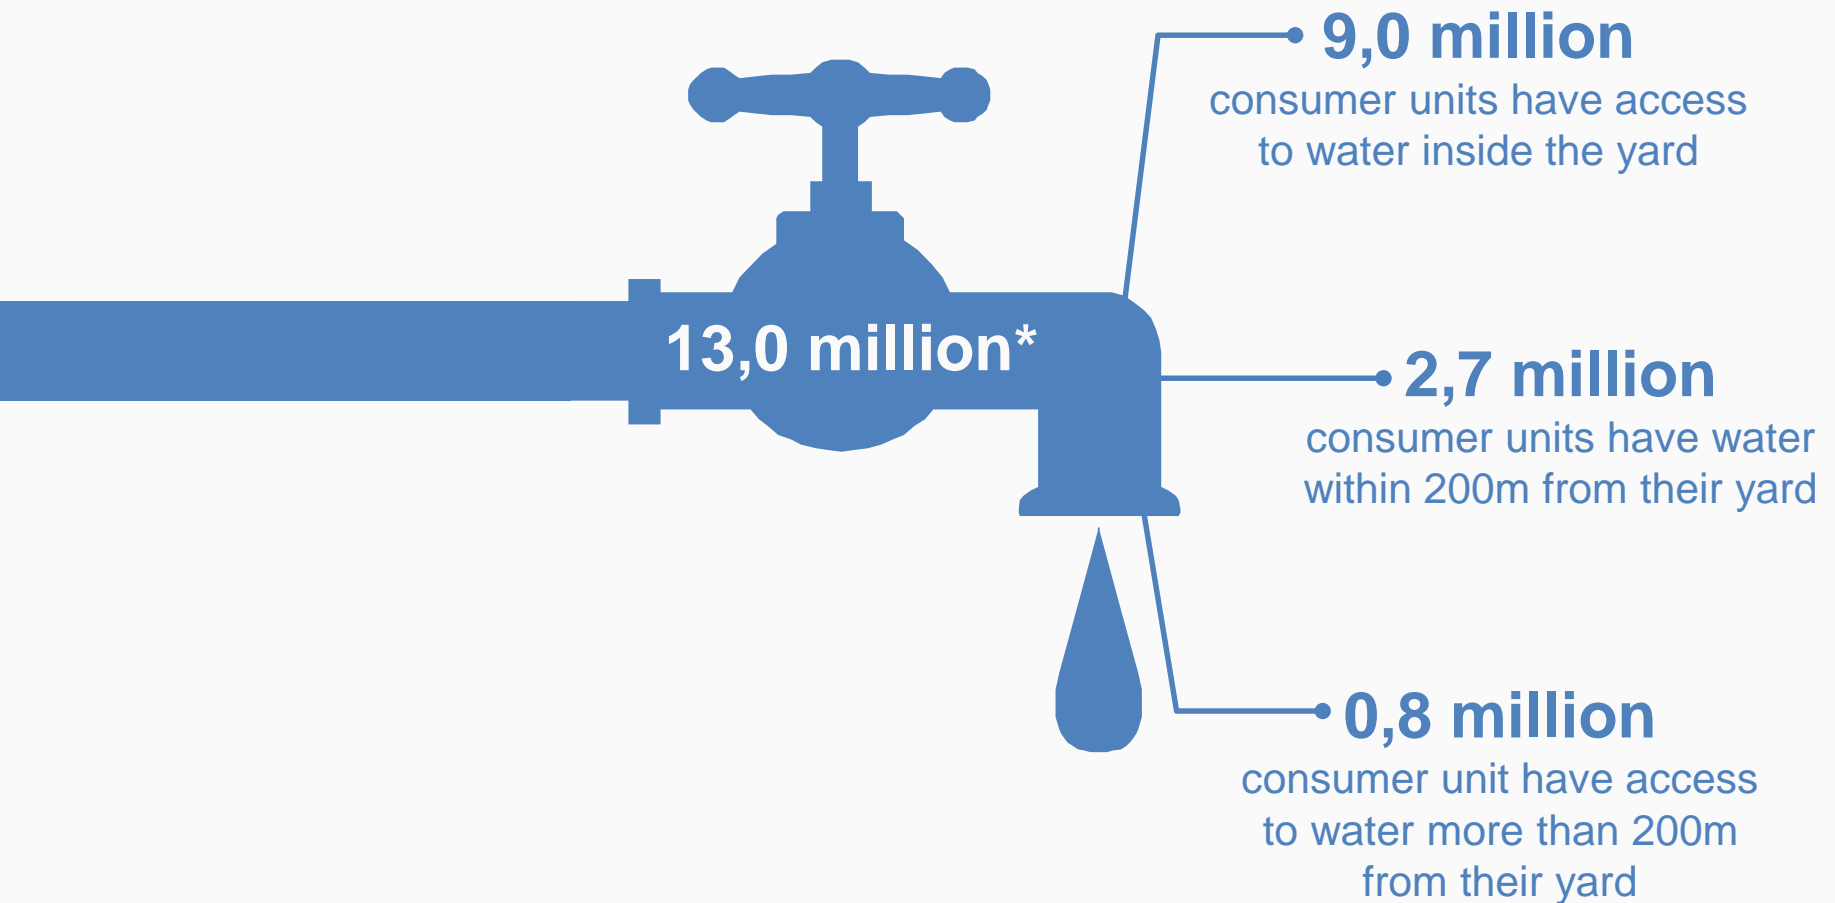 9,0 million
consumer units have access
to water inside the yard
13,0 million*
2,7 million
consumer units have water
within 200m from their yard
0,8 million
consumer unit have access
to water more than 200m
from their yard